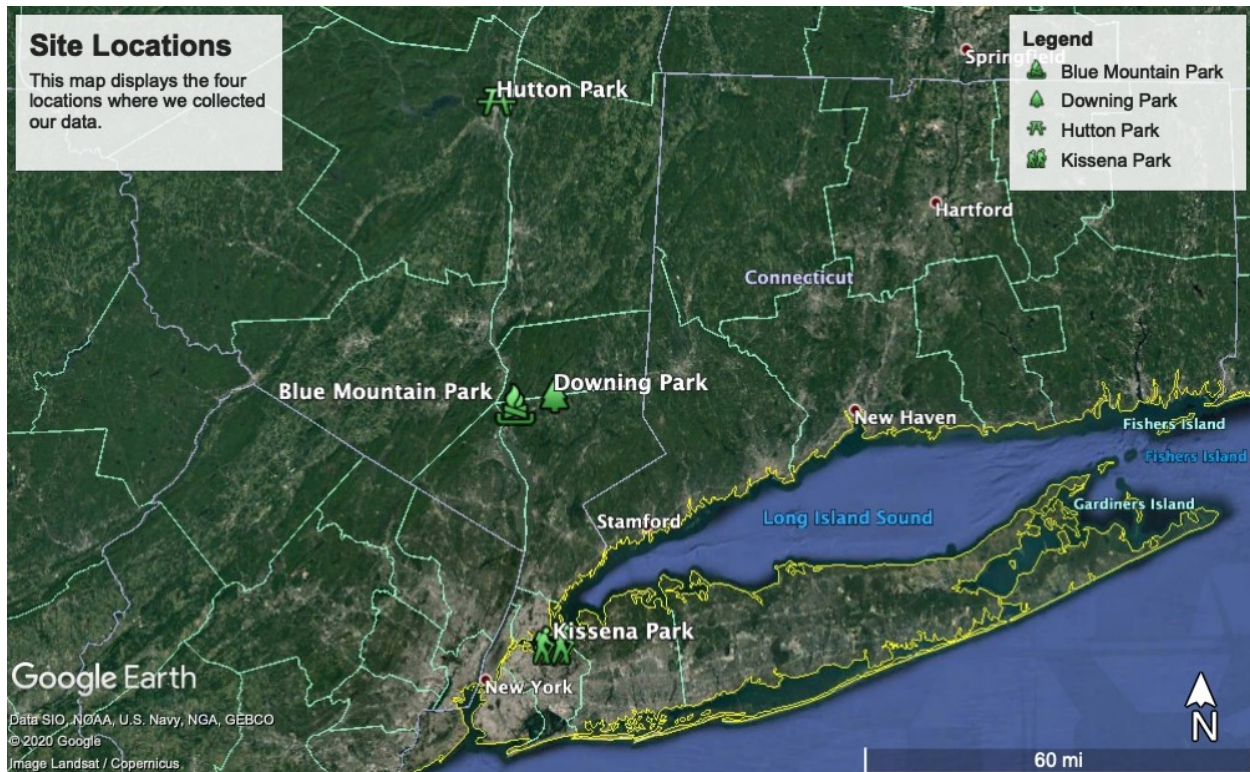 Site Locations
This map displays the four
locations where we collected
our data.
Legend
Blue Mountain Park
Downing Park
Hutton Park
Kissena Park
Springfield
Hutton Park
Hartford
Connecticut
Blue Mountain Park
Downing Park
New Haven
Fishers Island
Fishers Island
Gardiners Island
Stamford
Long Island Sound
Kissena Park
New York
Google Earth
Data SIO, NOAA, U.S. Navy, NGA, GEBCO
© 2020 Google
Image Landsat / Copernicus
N
60 mi